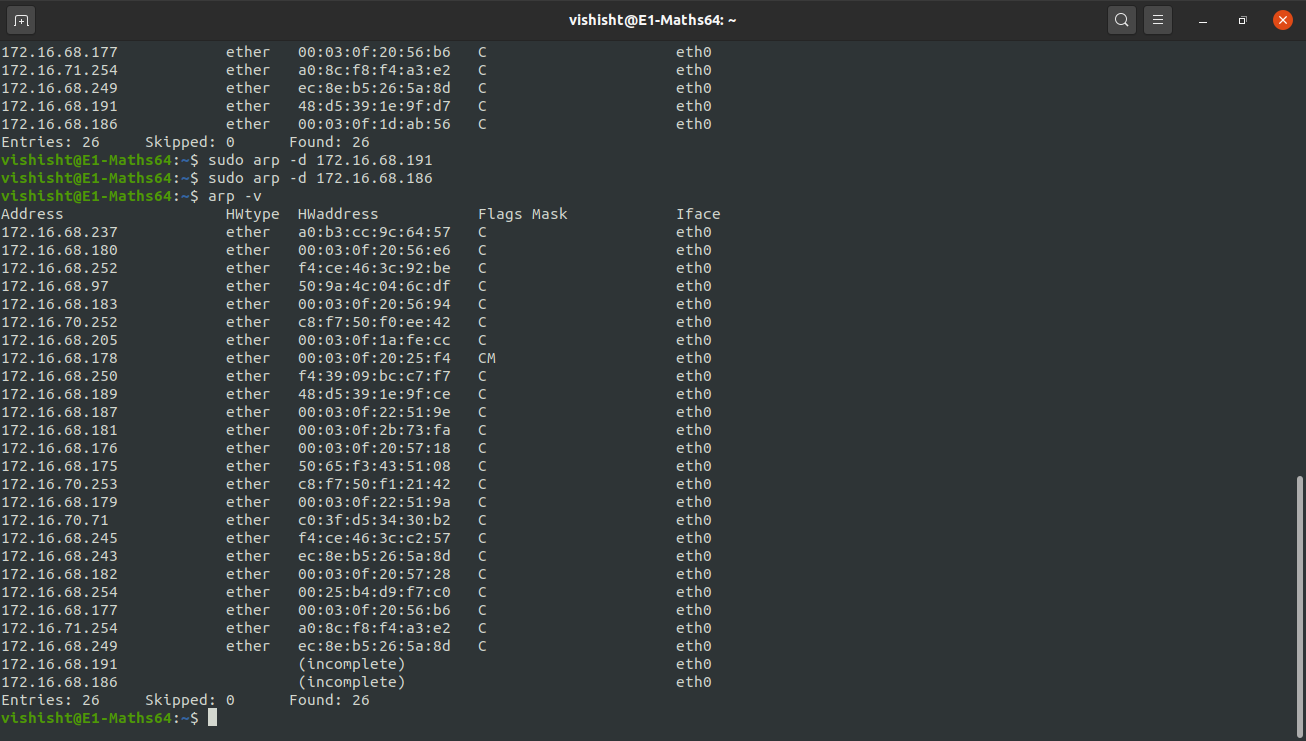 vishisht@E1-Maths64: ~
172.16.68.177            ether   00:03:0f:20:56:b6   C                     eth0
172.16.71.254            ether   a0:8c:f8:f4:a3:e2   C                     eth0
172.16.68.249            ether   ec:8e:b5:26:5a:8d   C                     eth0
172.16.68.191            ether   48:d5:39:1e:9f:d7   C                     eth0
172.16.68.186            ether   00:03:0f:1d:ab:56   C                     eth0
Entries: 26     Skipped: 0      Found: 26
vishisht@E1-Maths64:~$ sudo arp -d 172.16.68.191
vishisht@E1-Maths64:~$ sudo arp -d 172.16.68.186
vishisht@E1-Maths64:~$ arp -v
Address                  HWtype  HWaddress           Flags Mask            Iface
172.16.68.237            ether   a0:b3:cc:9c:64:57   C                     eth0
172.16.68.180            ether   00:03:0f:20:56:e6   C                     eth0
172.16.68.252            ether   f4:ce:46:3c:92:be   C                     eth0
172.16.68.97             ether   50:9a:4c:04:6c:df   C                     eth0
172.16.68.183            ether   00:03:0f:20:56:94   C                     eth0
172.16.70.252            ether   c8:f7:50:f0:ee:42   C                     eth0
172.16.68.205            ether   00:03:0f:1a:fe:cc   C                     eth0
172.16.68.178            ether   00:03:0f:20:25:f4   CM                    eth0
172.16.68.250            ether   f4:39:09:bc:c7:f7   C                     eth0
172.16.68.189            ether   48:d5:39:1e:9f:ce   C                     eth0
172.16.68.187            ether   00:03:0f:22:51:9e   C                     eth0
172.16.68.181            ether   00:03:0f:2b:73:fa   C                     eth0
172.16.68.176            ether   00:03:0f:20:57:18   C                     eth0
172.16.68.175            ether   50:65:f3:43:51:08   C                     eth0
172.16.70.253            ether   c8:f7:50:f1:21:42   C                     eth0
172.16.68.179            ether   00:03:0f:22:51:9a   C                     eth0
172.16.70.71             ether   c0:3f:d5:34:30:b2   C                     eth0
172.16.68.245            ether   f4:ce:46:3c:c2:57   C                     eth0
172.16.68.243            ether   ec:8e:b5:26:5a:8d   C                     eth0
172.16.68.182            ether   00:03:0f:20:57:28   C                     eth0
172.16.68.254            ether   00:25:b4:d9:f7:c0   C                     eth0
172.16.68.177            ether   00:03:0f:20:56:b6   C                     eth0
172.16.71.254            ether   a0:8c:f8:f4:a3:e2   C                     eth0
172.16.68.249            ether   ec:8e:b5:26:5a:8d   C                     eth0
172.16.68.191                    (incomplete)                              eth0
172.16.68.186                    (incomplete)                              eth0
Entries: 26     Skipped: 0      Found: 26
vishisht@E1-Maths64:~$